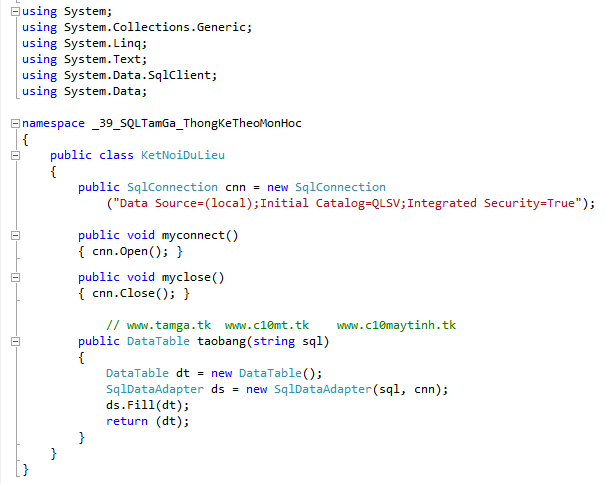 using System;
using System.Collections.Generic;
using System.Linq;
using System.Text;
using System.Data.SqlClient;
using System.Data;
namespace _39_SQLTamGa_ThongKeTheoMonHoc
{
public class KetNoiDuLieu
{
public SqlConnection cnn = new SqlConnection
("Data Source=(local);Initial Catalog=QLSV;Integrated Security=True");
public void myconnect()
{ cnn.Open(); }
public void myclose()
{ cnn.Close(); }
// www.tamga.tk  www.c10mt.tk    www.c10maytinh.tk
public DataTable taobang(string sql)
{
DataTable dt = new DataTable();
SqlDataAdapter ds = new SqlDataAdapter(sql, cnn);
ds.Fill(dt);
return (dt);
}
}
}